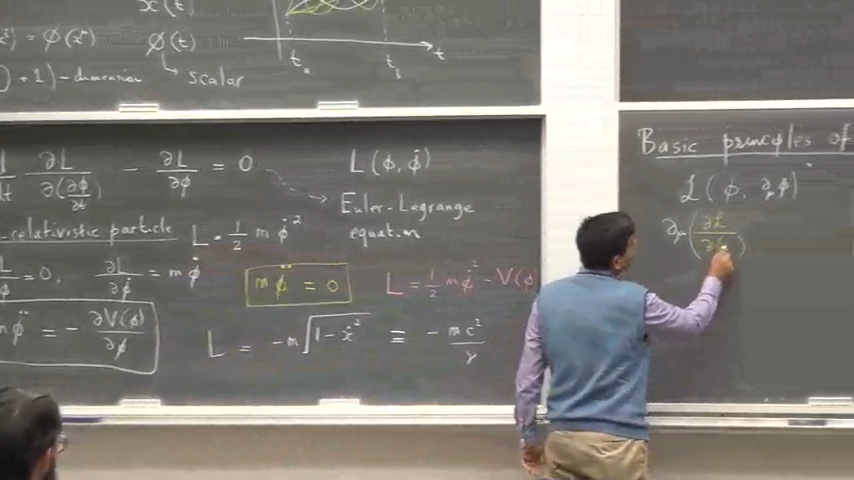 x(t)
x^μ) = ϕ(x^μ) ϕ(t)
) + 1) - dimension → scalar
t_a t_b t
∂L/∂(∂ϕ/∂t) - ∂L/∂ϕ = 0
L(ϕ, ϕ̇)
Euler-Lagrange
equation
relativistic particle L = 1/2 m ϕ̇²
= 0, ∂L/∂ϕ̇ = m ϕ̇
m ϕ̈ = 0
L = 1/2 m ϕ̇² - V(ϕ)
m ϕ̈ = - ∂V(ϕ)/∂ϕ
L = -m √(1 - ẋ²) = - mc²/γ
Basic principles of
ℒ(ϕ, ∂_μ ϕ)
∂_μ (∂ℒ/∂( )